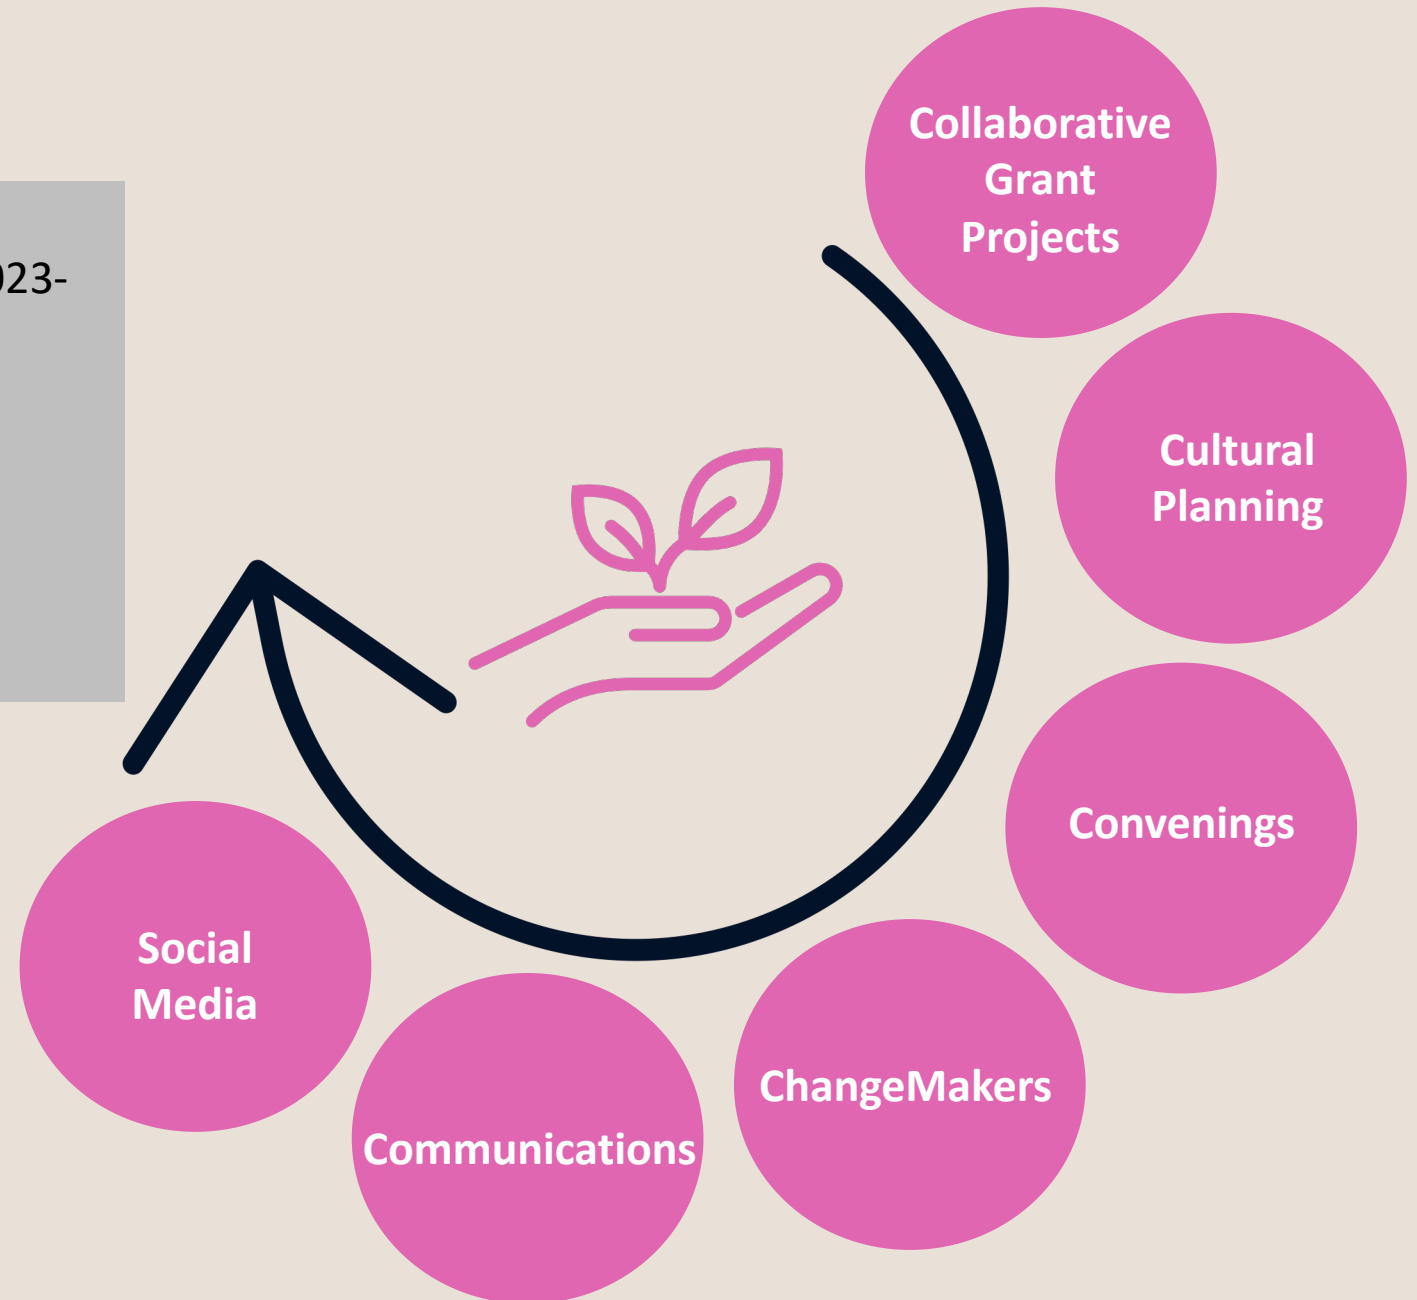 023-
Collaborative
Grant
Projects
Cultural
Planning
Convenings
ChangeMakers
Communications
Social
Media